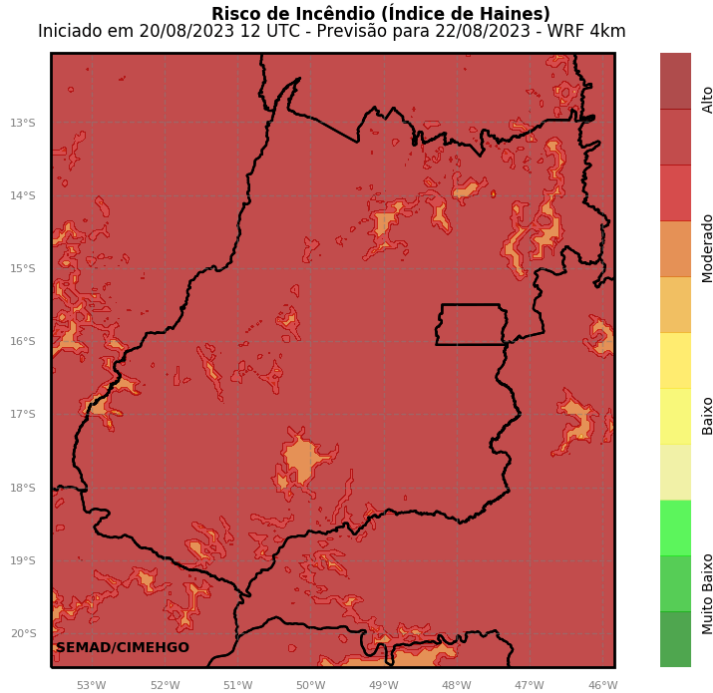 Risco de Incêndio (Índice de Haines)
Iniciado em 20/08/2023 12 UTC - Previsão para 22/08/2023 - WRF 4km
13°S
14°S
15°S
16°S
17°S
18°S
19°S
20°S
SEMAD/CIMEHGO
53°W 52°W 51°W 50°W 49°W 48°W 47°W 46°W
Alto
Moderado
Baixo
Muito Baixo